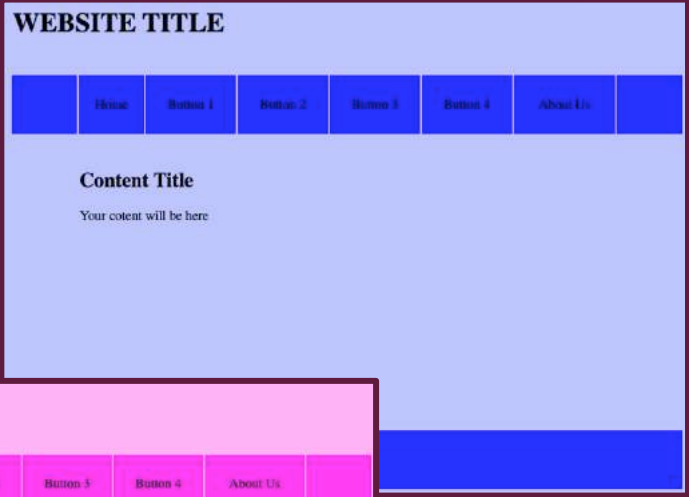 WEBSITE TITLE
Home Button 1 Button 2 Button 3 Button 4 About Us
Content Title
Your cotent will be here
Button 3 Button 4 About Us